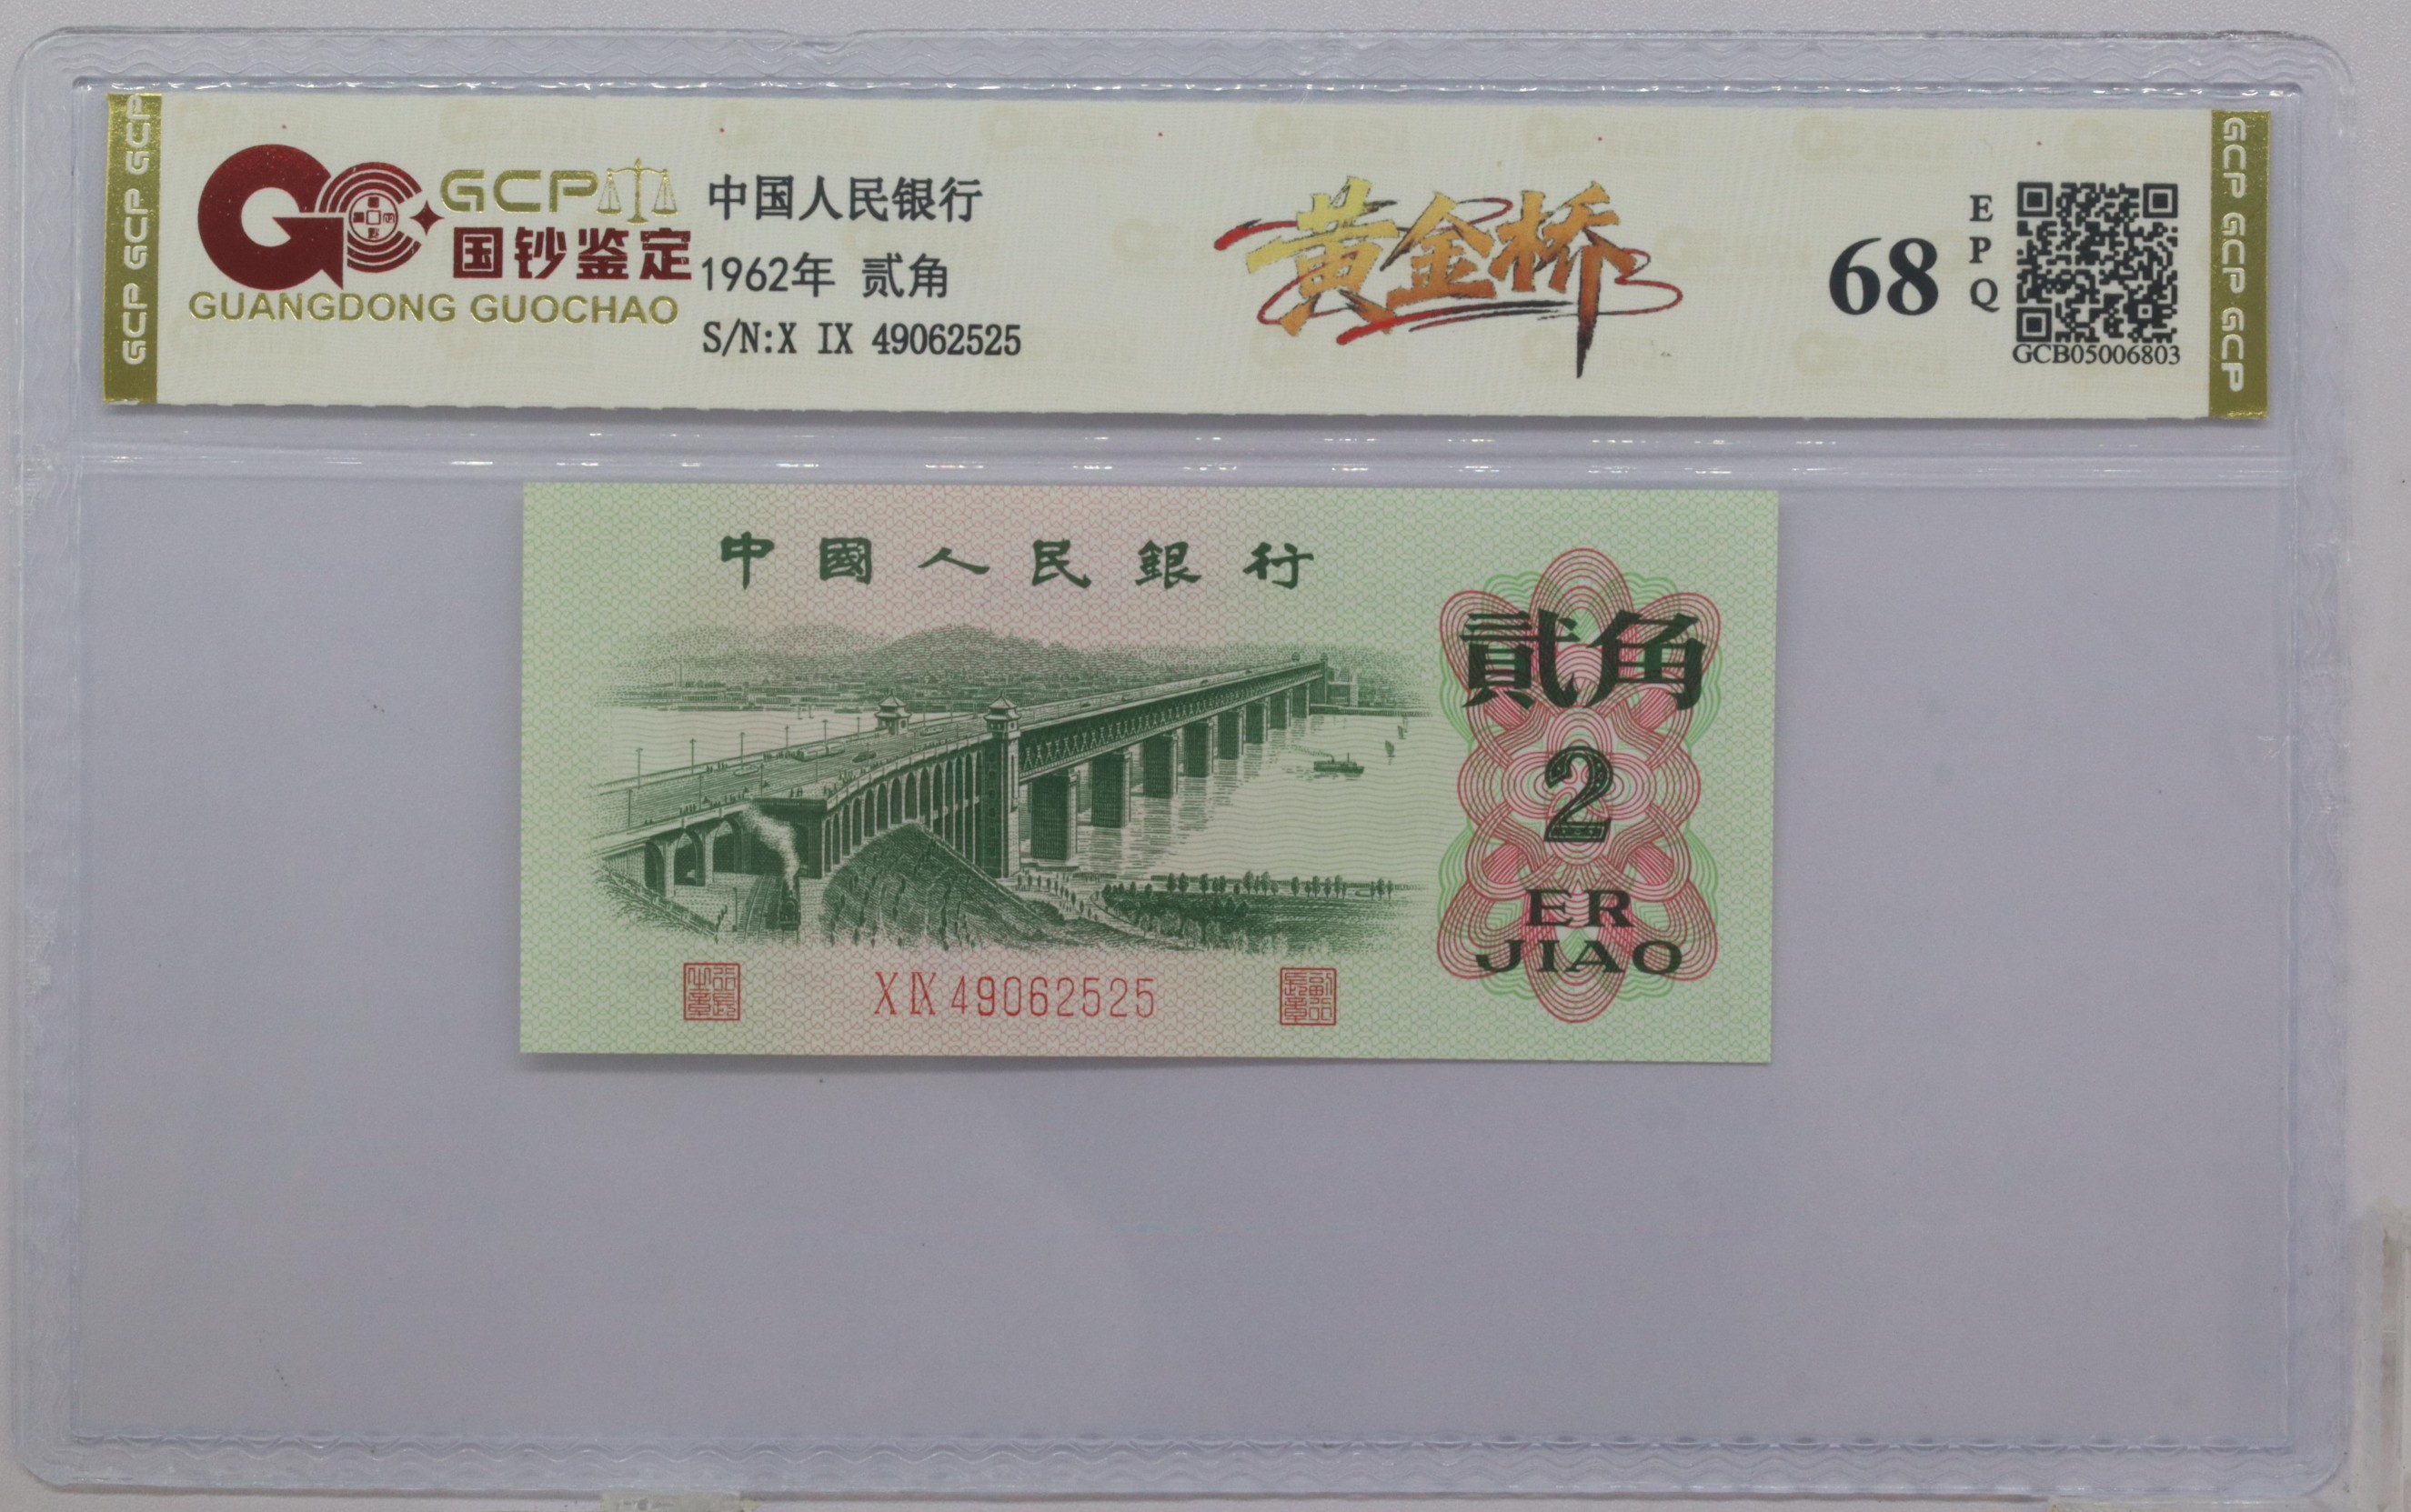 GCP GCP GCP
GCP
国钞鉴定
GUANGDONG GUOCHAO
中国人民银行
1962年 贰角
S/N:X IX 49062525
黄金桥
68
EPQ
GCB05006803
GCP GCP GCP
中國人民銀行
貳角
2
ER
JIAO
X IX 49062525